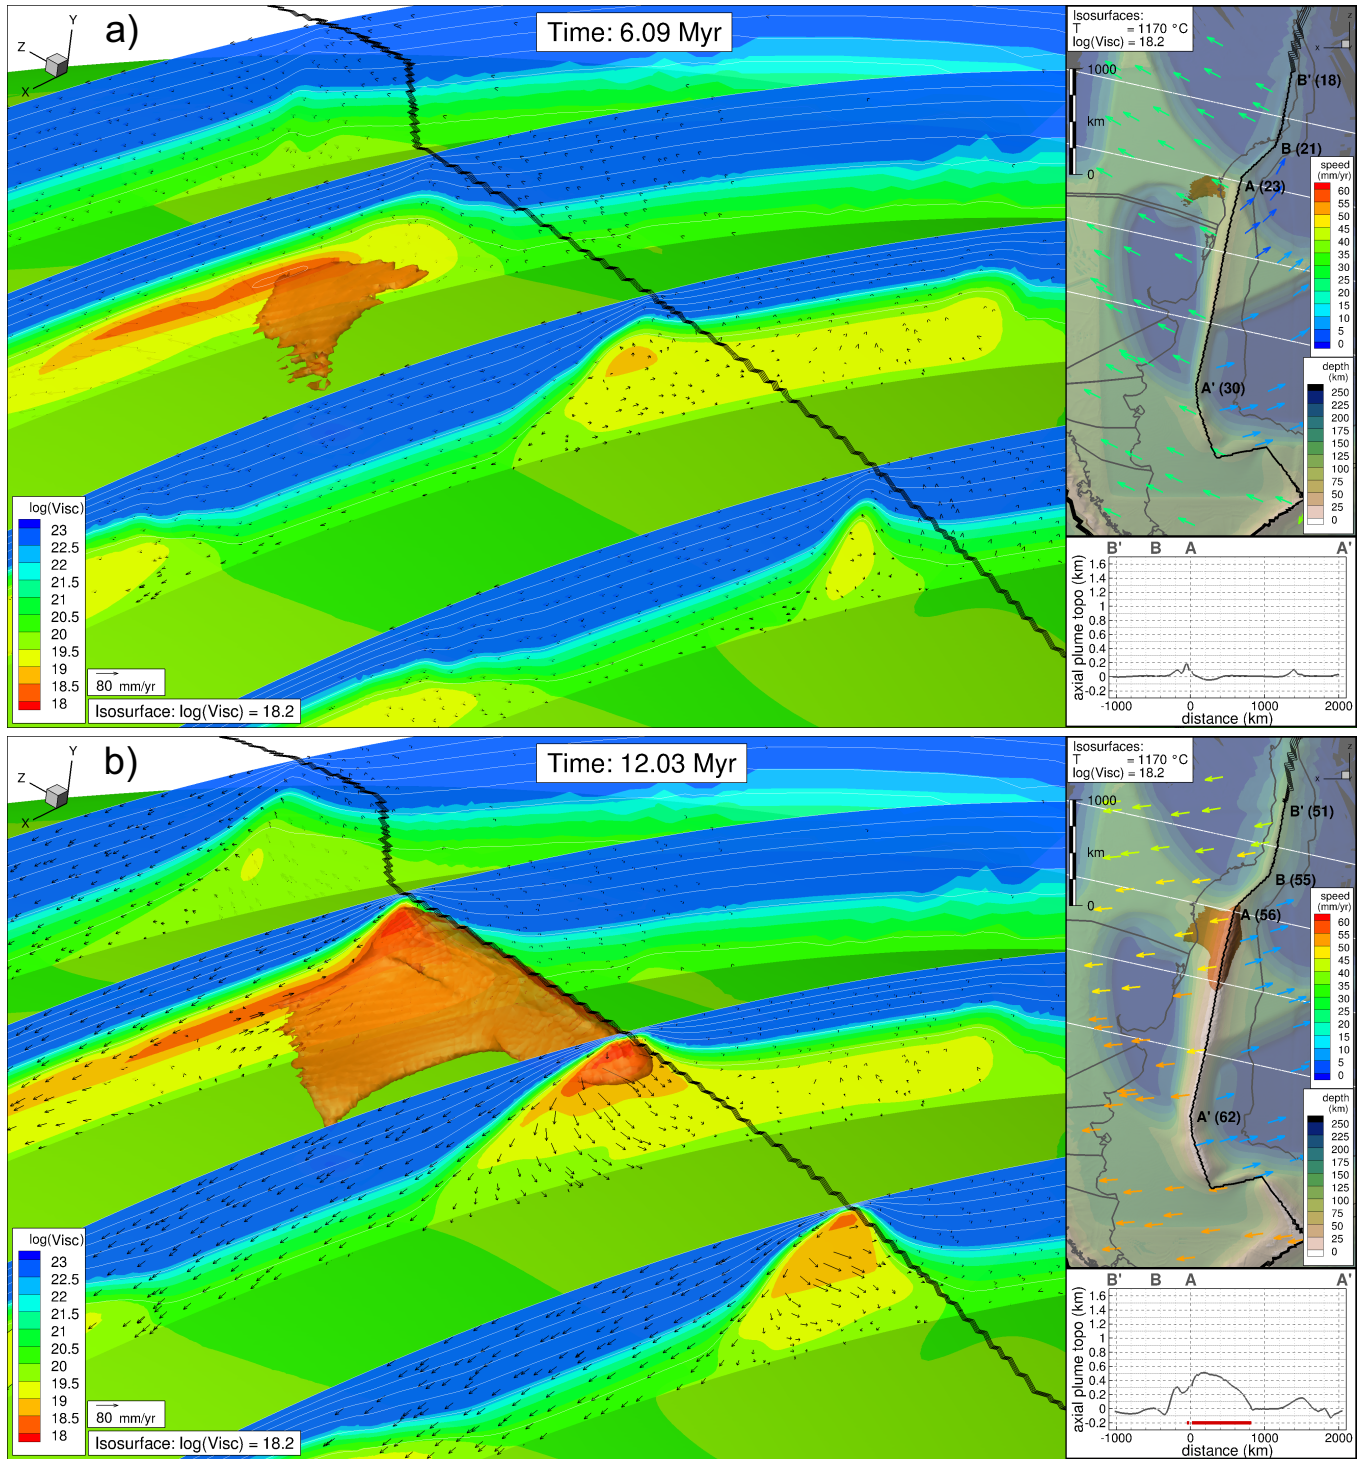 a)
Time: 6.09 Myr
Y
Z
X
log(Visc)
23
22.5
22
21.5
21
20.5
20
19.5
19
18.5
18
80 mm/yr
Isosurface: log(Visc) = 18.2
Isosurfaces:
T = 1170 °C
log(Visc) = 18.2
z
x
1000
km
0
B' (18)
B (21)
A (23)
A' (30)
speed
(mm/yr)
60
55
50
45
40
35
30
25
20
15
10
5
0
depth
(km)
250
225
200
175
150
125
100
75
50
25
0
B' B A A'
axial plume topo (km)
1.6
1.4
1.2
1
0.8
0.6
0.4
0.2
0
-0.2
-1000 0 1000 2000
distance (km)
b)
Time: 12.03 Myr
Y
Z
X
log(Visc)
23
22.5
22
21.5
21
20.5
20
19.5
19
18.5
18
80 mm/yr
Isosurface: log(Visc) = 18.2
Isosurfaces:
T = 1170 °C
log(Visc) = 18.2
z
x
1000
km
0
B' (51)
B (55)
A (56)
A' (62)
speed
(mm/yr)
60
55
50
45
40
35
30
25
20
15
10
5
0
depth
(km)
250
225
200
175
150
125
100
75
50
25
0
B' B A A'
axial plume topo (km)
1.6
1.4
1.2
1
0.8
0.6
0.4
0.2
0
-0.2
-1000 0 1000 2000
distance (km)